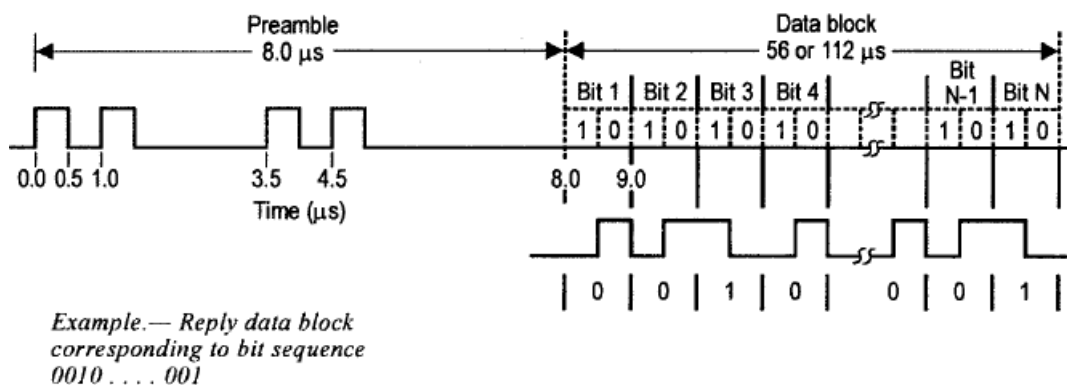 Preamble
8.0 μs
Data block
56 or 112 μs
Bit 1 Bit 2 Bit 3 Bit 4 Bit N-1 Bit N
1 0 1 0 1 0 1 0 1 0 1 0
0.0 0.5 1.0 3.5 4.5 8.0 9.0
Time (μs)
0 0 1 0 0 0 1
Example.— Reply data block
corresponding to bit sequence
0010 . . . . 001